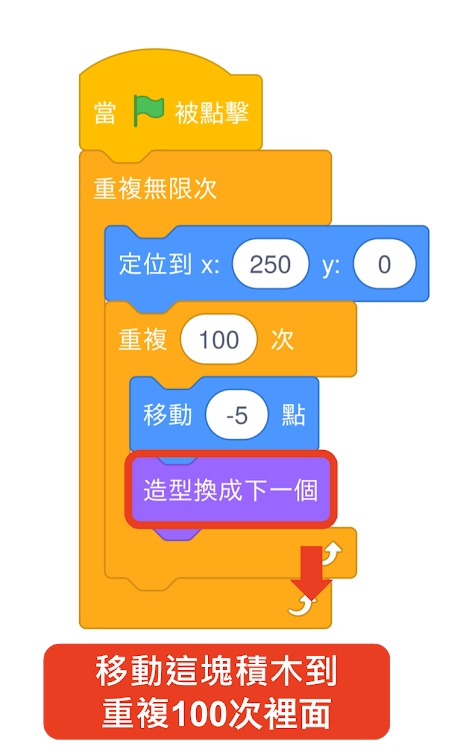 當 被點擊
重複無限次
定位到 x: 250 y: 0
重複 100 次
移動 -5 點
造型換成下一個
移動這塊積木到
重複100次裡面